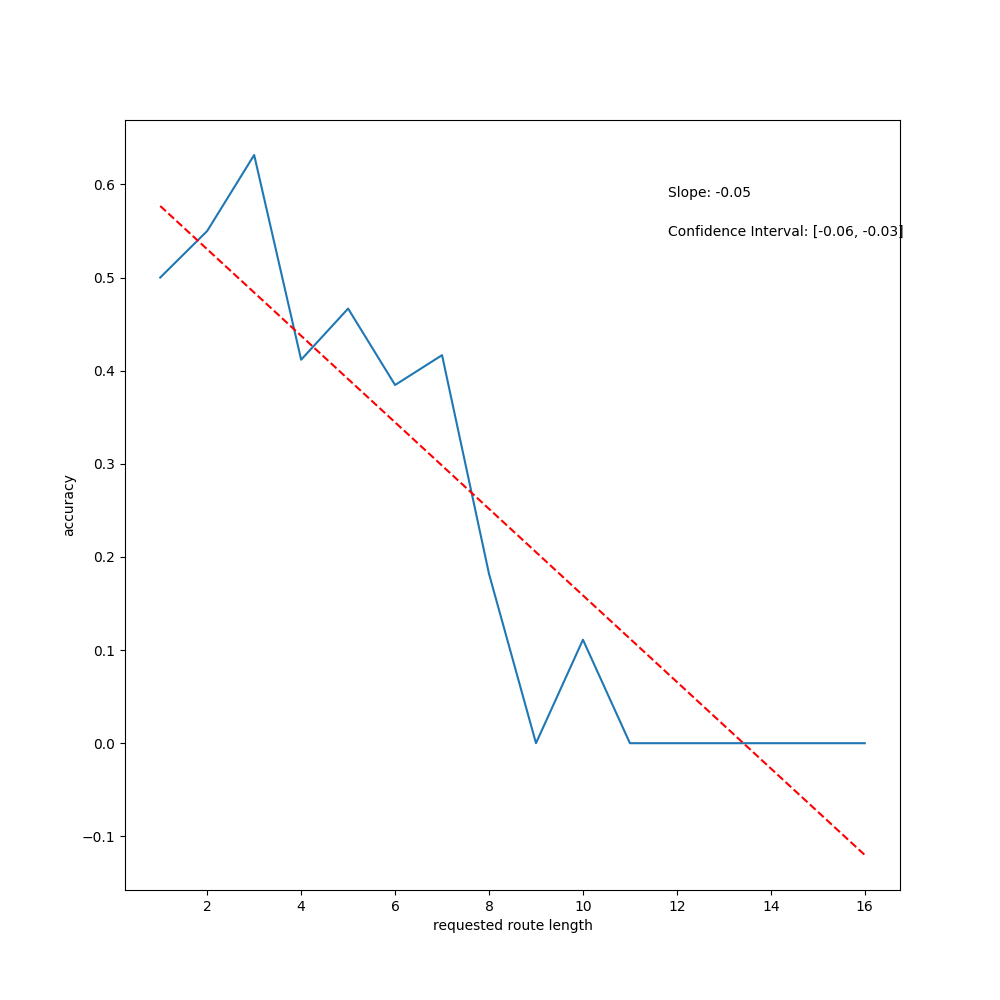 Slope: -0.05
Confidence Interval: [-0.06, -0.03]
0.6
0.5
0.4
0.3
0.2
0.1
0.0
−0.1
accuracy
2 4 6 8 10 12 14 16
requested route length